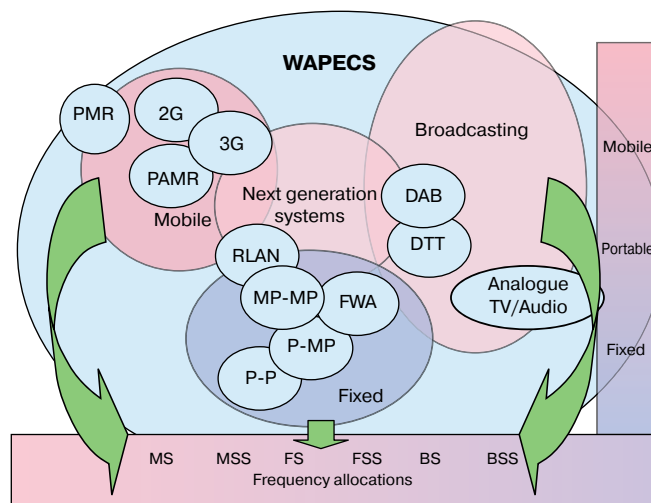 WAPECS
PMR
2G
3G
PAMR
Mobile
Next generation
systems
Broadcasting
DAB
DTT
RLAN
MP-MP
FWA
P-MP
P-P
Fixed
Analogue
TV/Audio
Mobile
Portable
Fixed
MS MSS FS FSS BS BSS
Frequency allocations